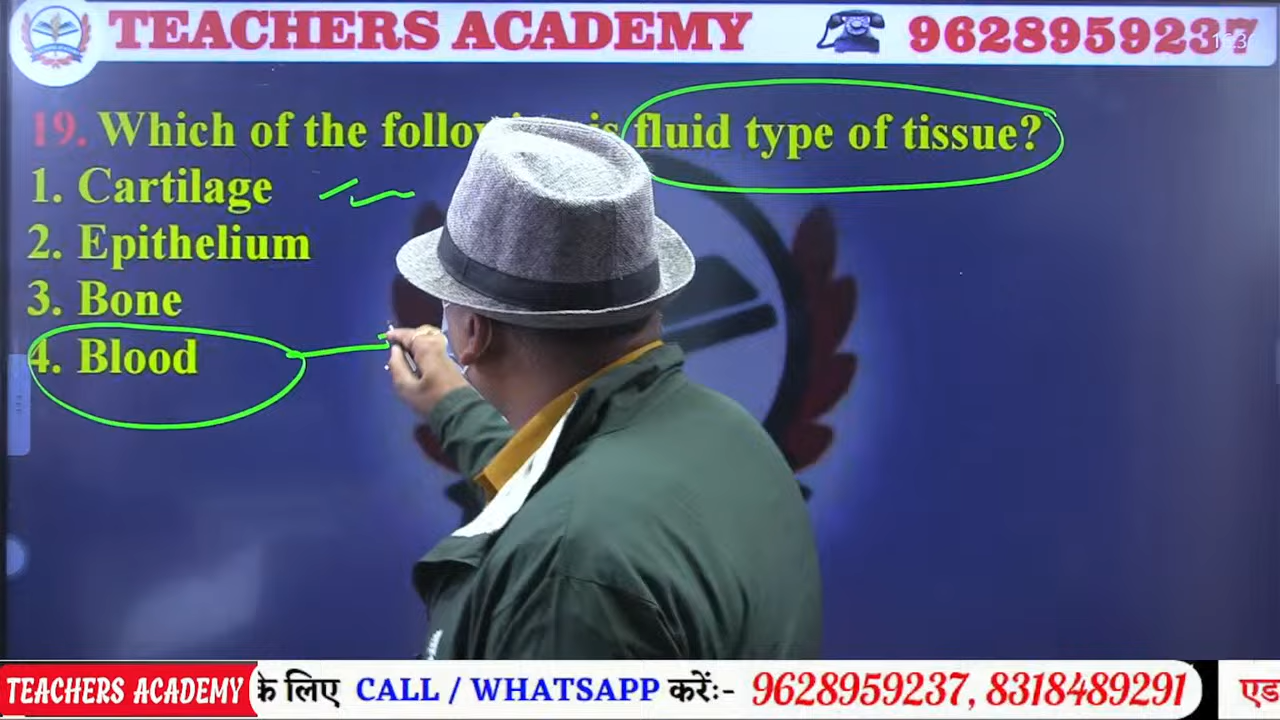 TEACHERS ACADEMY 9628959237
19. Which of the is fluid type of tissue?
1. Cartilage
2. Epithelium
3. Bone
4. Blood
TEACHERS ACADEMY के लिए CALL / WHATSAPP करें:- 9628959237, 8318489291